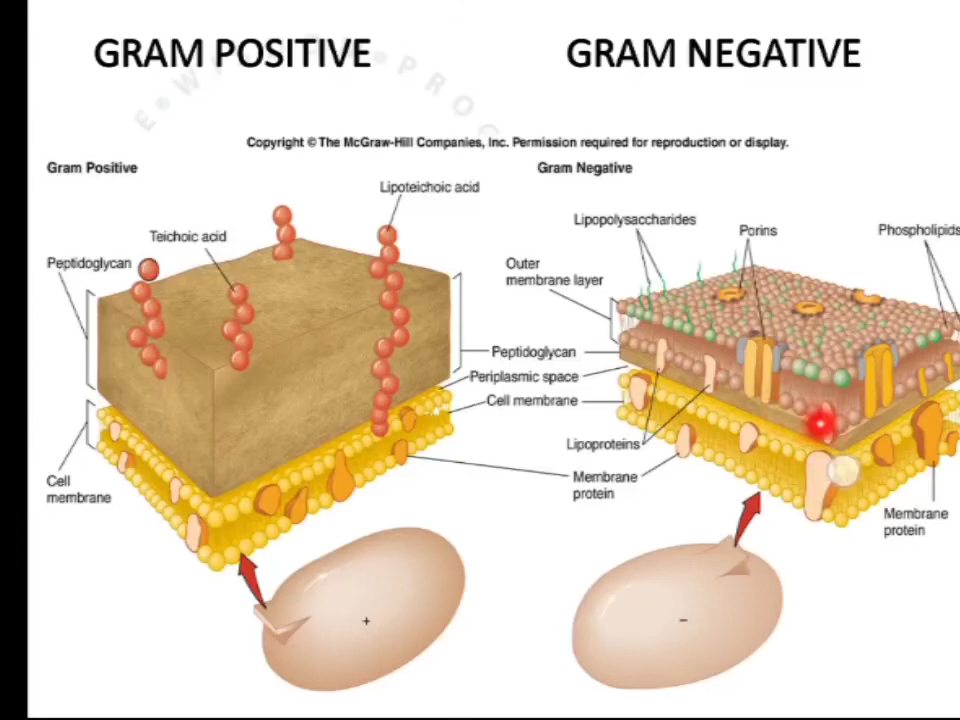 GRAM POSITIVE
GRAM NEGATIVE
E•W
•PROC
Copyright © The McGraw-Hill Companies, Inc. Permission required for reproduction or display.
Gram Positive
Gram Negative
Lipoteichoic acid
Teichoic acid
Peptidoglycan
Lipopolysaccharides
Porins
Phospholipids
Outer
membrane layer
Peptidoglycan
Periplasmic space
Cell membrane
Lipoproteins
Membrane
protein
Cell
membrane
Membrane
protein
+
−